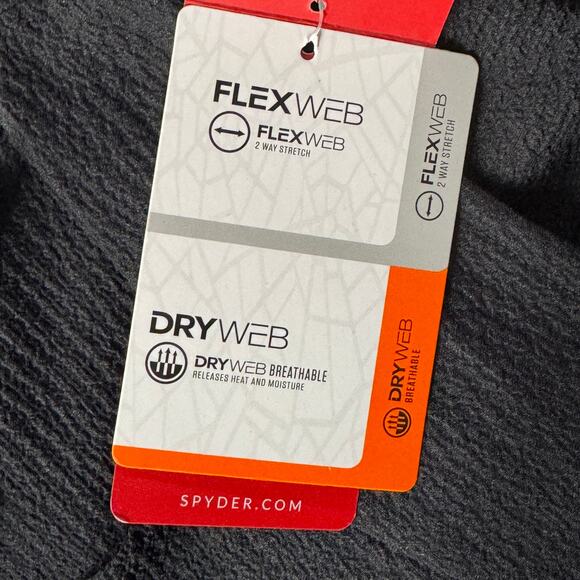 FLEXWEB
FLEXWEB
2 WAY STRETCH
FLEXWEB
2 WAY STRETCH
DRYWEB
DRYWEB BREATHABLE
RELEASES HEAT AND MOISTURE
DRYWEB
BREATHABLE
SPYDER.COM